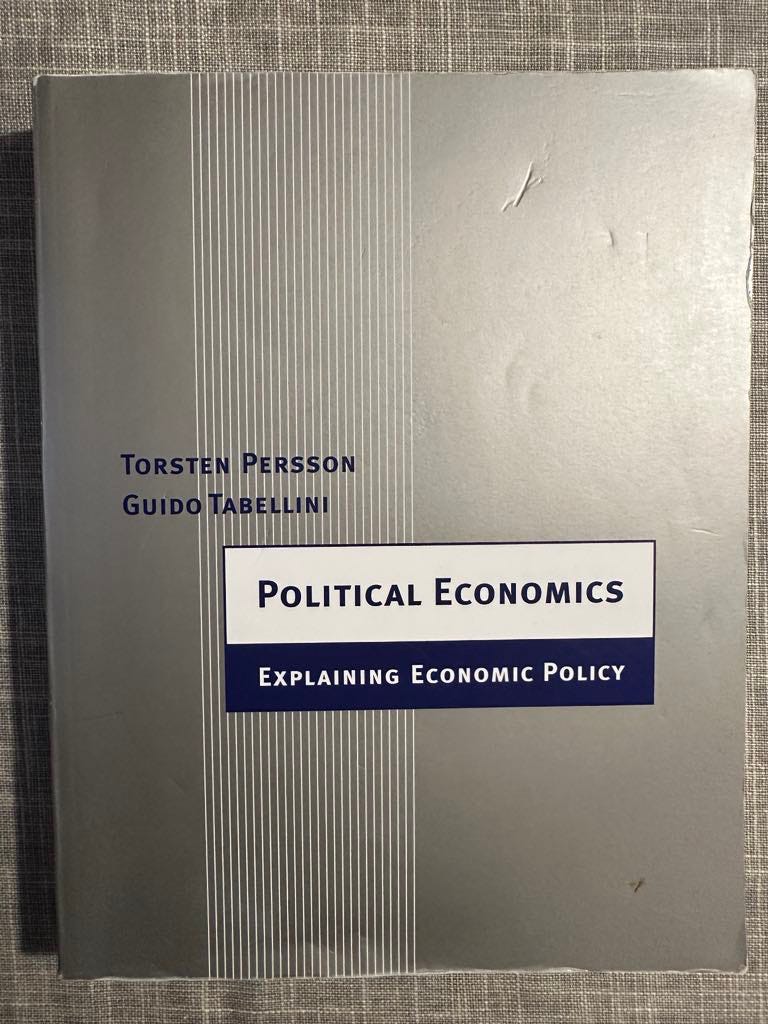 Torsten Persson
Guido Tabellini
Political Economics
Explaining Economic Policy